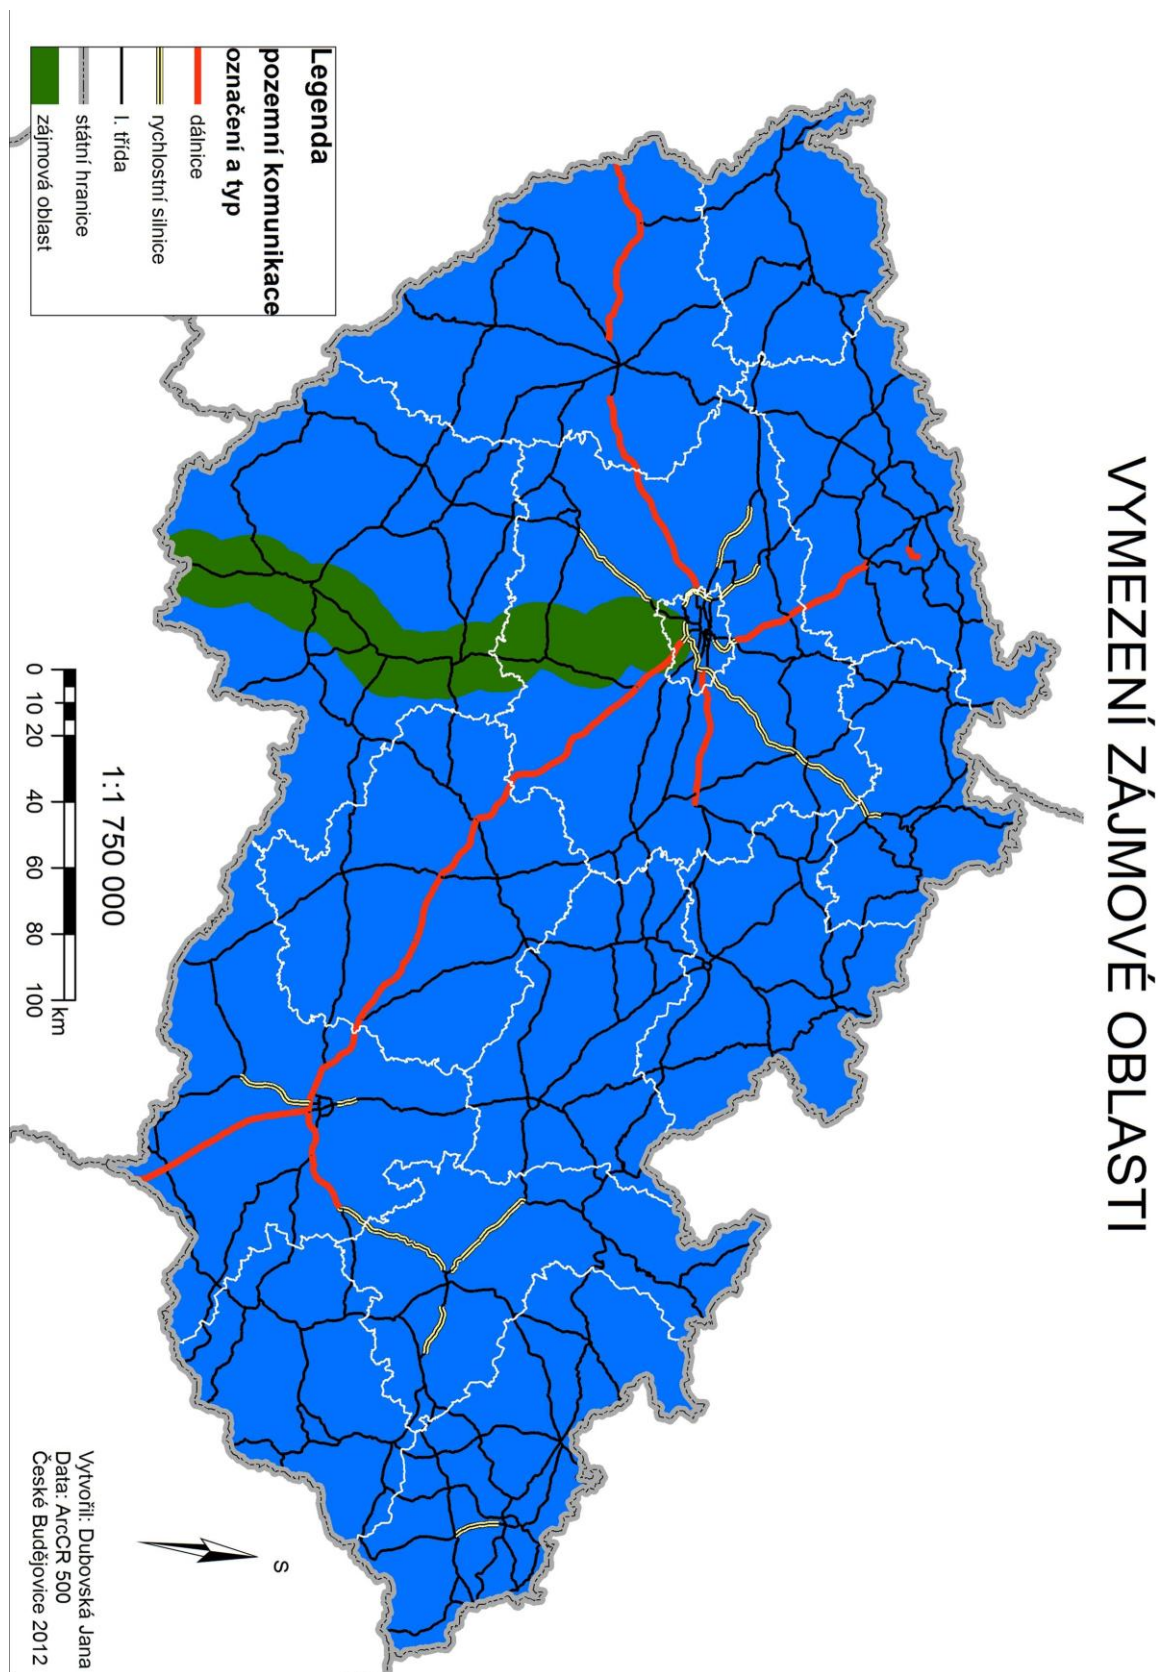 VYMEZENÍ ZÁJMOVÉ OBLASTI
Legenda
pozemní komunikace
označení a typ
dálnice
rychlostní silnice
I. třída
státní hranice
zájmová oblast
1:1 750 000
0 10 20 40 60 80 100
km
S
Vytvořil: Dubovská Jana
Data: ArcCR 500
České Budějovice 2012